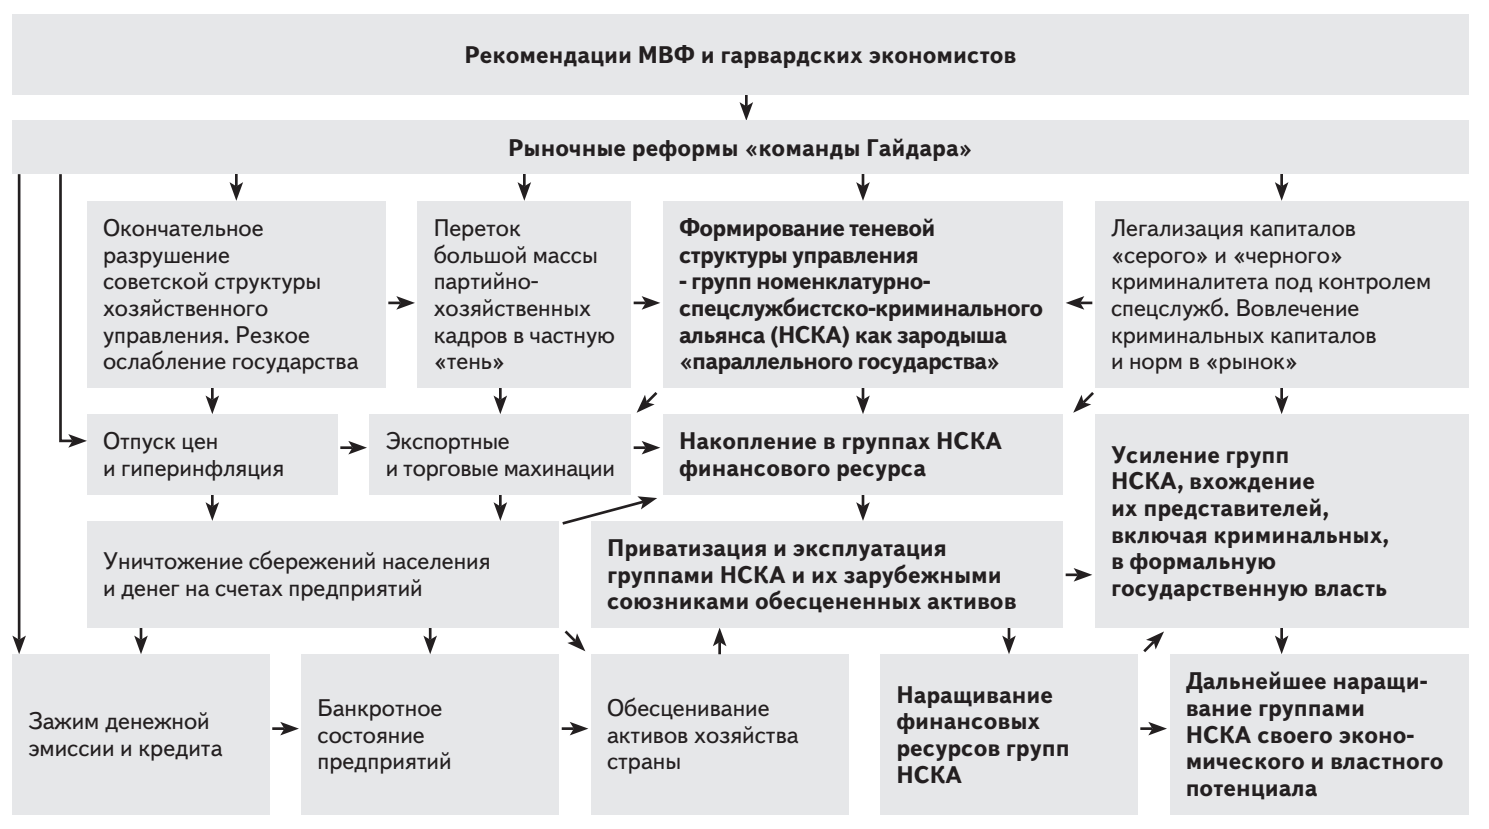 Рекомендации МВФ и гарвардских экономистов
Рыночные реформы «команды Гайдара»
Окончательное
разрушение
советской структуры
хозяйственного
управления. Резкое
ослабление государства
Переток
большой массы
партийно-
хозяйственных
кадров в частную
«тень»
Формирование теневой
структуры управления
- групп номенклатурно-
спецслужбистско-криминального
альянса (НСКА) как зародыша
«параллельного государства»
Легализация капиталов
«серого» и «черного»
криминалитета под контролем
спецслужб. Вовлечение
криминальных капиталов
и норм в «рынок»
Отпуск цен
и гиперинфляция
Экспортные
и торговые махинации
Накопление в группах НСКА
финансового ресурса
Усиление групп
НСКА, вхождение
их представителей,
включая криминальных,
в формальную
государственную власть
Уничтожение сбережений населения
и денег на счетах предприятий
Приватизация и эксплуатация
группами НСКА и их зарубежными
союзниками обесцененных активов
Зажим денежной
эмиссии и кредита
Банкротное
состояние
предприятий
Обесценивание
активов хозяйства
страны
Наращивание
финансовых
ресурсов групп
НСКА
Дальнейшее наращи-
вание группами
НСКА своего эконо-
мического и властного
потенциала